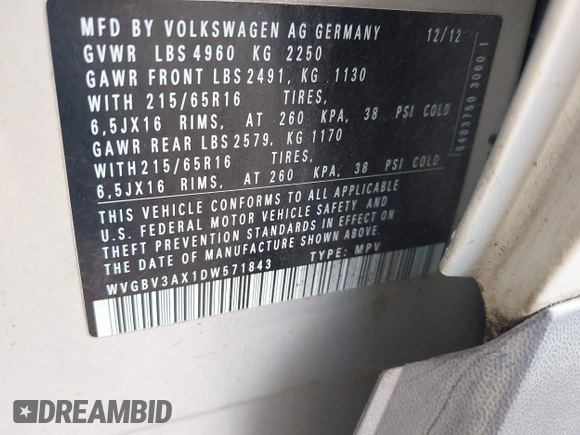 MFD BY VOLKSWAGEN AG GERMANY 12/12
GVWR LBS 4960 KG 2250
GAWR FRONT LBS 2491, KG 1130
WITH 215/65R16 TIRES,
6,5JX16 RIMS, AT 260 KPA, 38 PSI COLD
GAWR REAR LBS 2579, KG 1170
WITH 215/65R16 TIRES,
6,5JX16 RIMS, AT 260 KPA, 38 PSI COLD
THIS VEHICLE CONFORMS TO ALL APPLICABLE
U.S. FEDERAL MOTOR VEHICLE SAFETY AND
THEFT PREVENTION STANDARDS IN EFFECT ON
THE DATE OF MANUFACTURE SHOWN ABOVE.
WVGBV3AX1DW571843 TYPE: MPV
DREAMBID